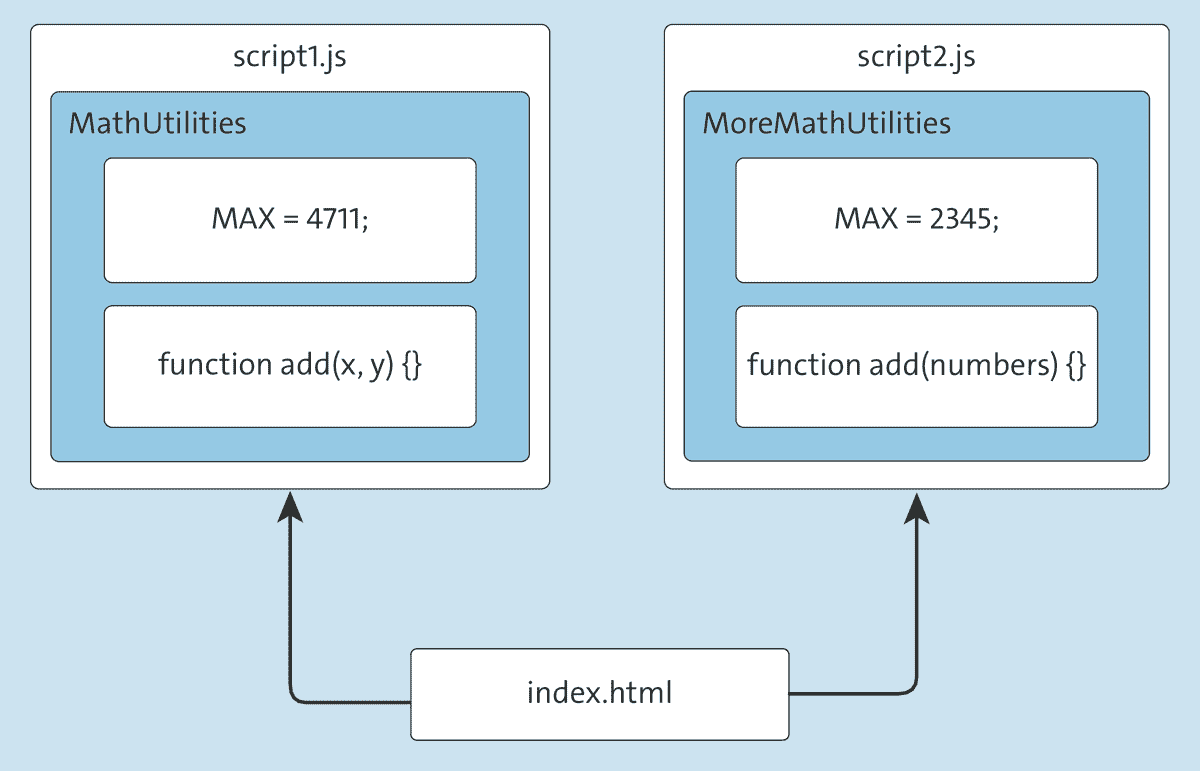 script1.js
MathUtilities
MAX = 4711;
function add(x, y) {}
script2.js
MoreMathUtilities
MAX = 2345;
function add(numbers) {}
index.html